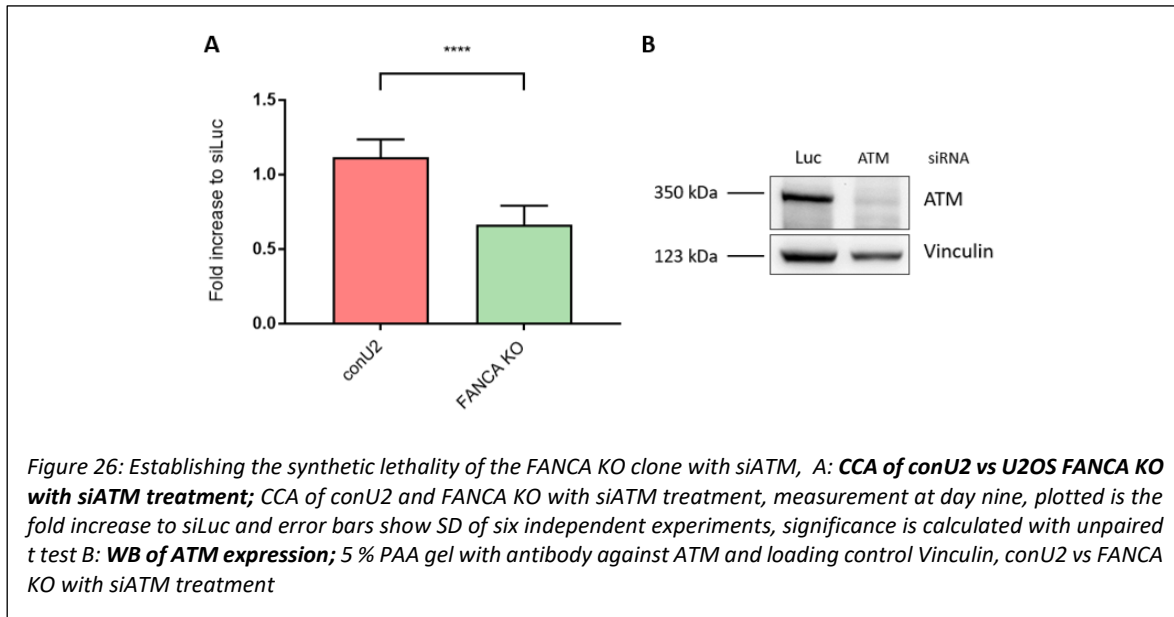 A
B
****
1.5
1.0
0.5
0.0
Fold increase to siLuc
conU2
FANCA KO
Luc ATM siRNA
350 kDa ATM
123 kDa Vinculin
Figure 26: Establishing the synthetic lethality of the FANCA KO clone with siATM, A: CCA of conU2 vs U2OS FANCA KO
with siATM treatment; CCA of conU2 and FANCA KO with siATM treatment, measurement at day nine, plotted is the
fold increase to siLuc and error bars show SD of six independent experiments, significance is calculated with unpaired
t test B: WB of ATM expression; 5 % PAA gel with antibody against ATM and loading control Vinculin, conU2 vs FANCA
KO with siATM treatment